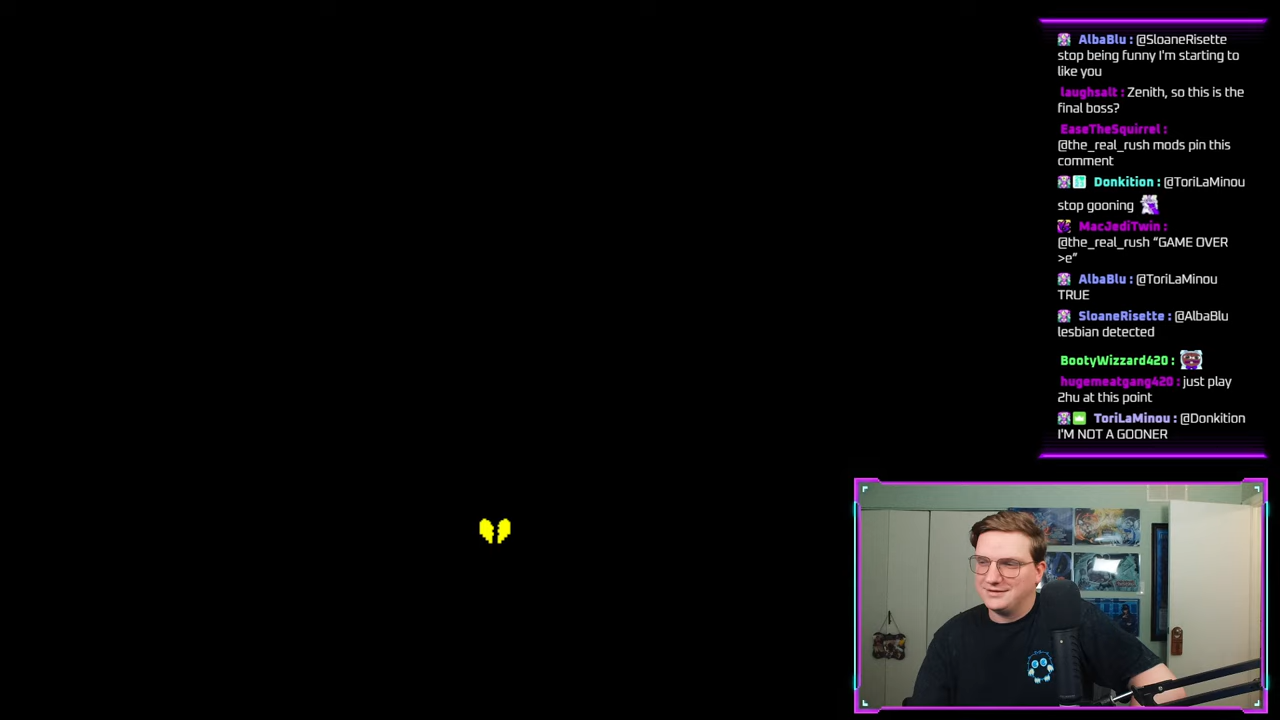 AlbaBlu : @SloaneRisette
stop being funny I'm starting to
like you
laughsalt : Zenith, so this is the
final boss?
EaseTheSquirrel :
@the_real_rush mods pin this
comment
Donkition : @ToriLaMinou
stop gooning
MacJediTwin :
@the_real_rush “GAME OVER
>e”
AlbaBlu : @ToriLaMinou
TRUE
SloaneRisette : @AlbaBlu
lesbian detected
BootyWizzard420 :
hugemeatgang420 : just play
2hu at this point
ToriLaMinou : @Donkition
I'M NOT A GOONER